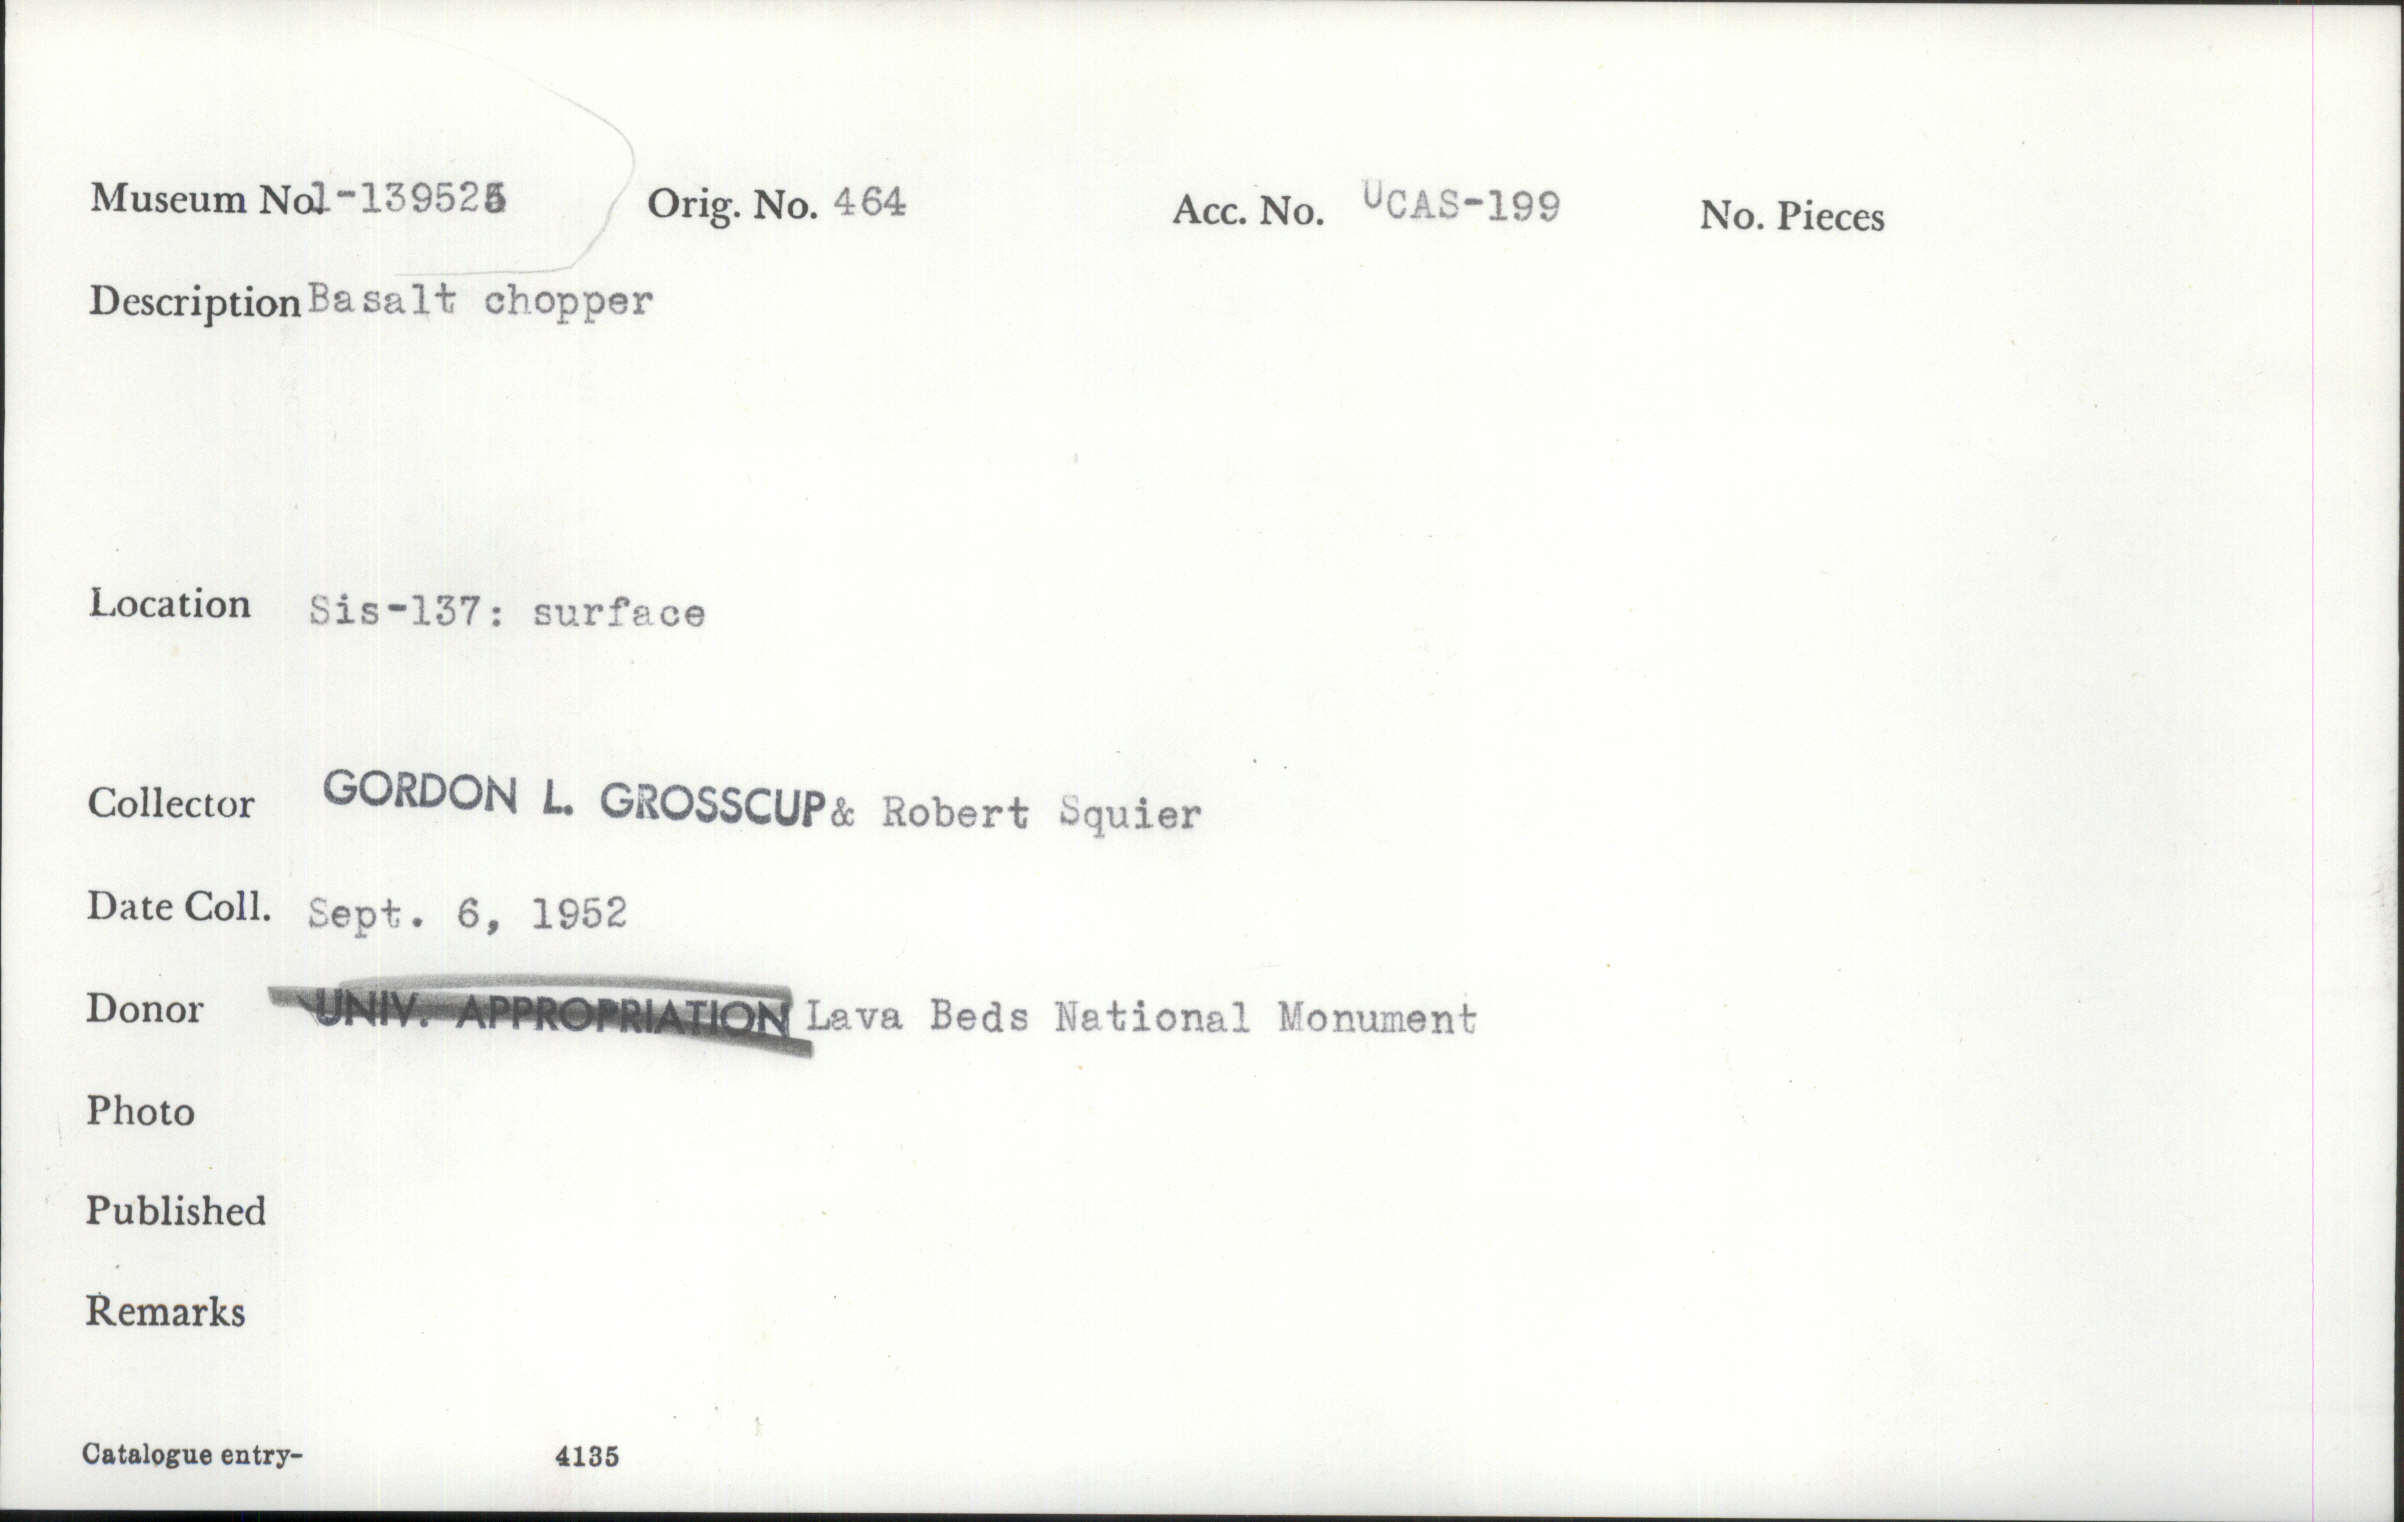 Museum No. 1-139525 Orig. No. 464 Acc. No. UCAS-199 No. Pieces
Description Basalt chopper
Location Sis-137: surface
Collector GORDON L. GROSSCUP & Robert Squier
Date Coll. Sept. 6, 1952
Donor UNIV. APPROPRIATION Lava Beds National Monument
Photo
Published
Remarks
Catalogue entry- 4135